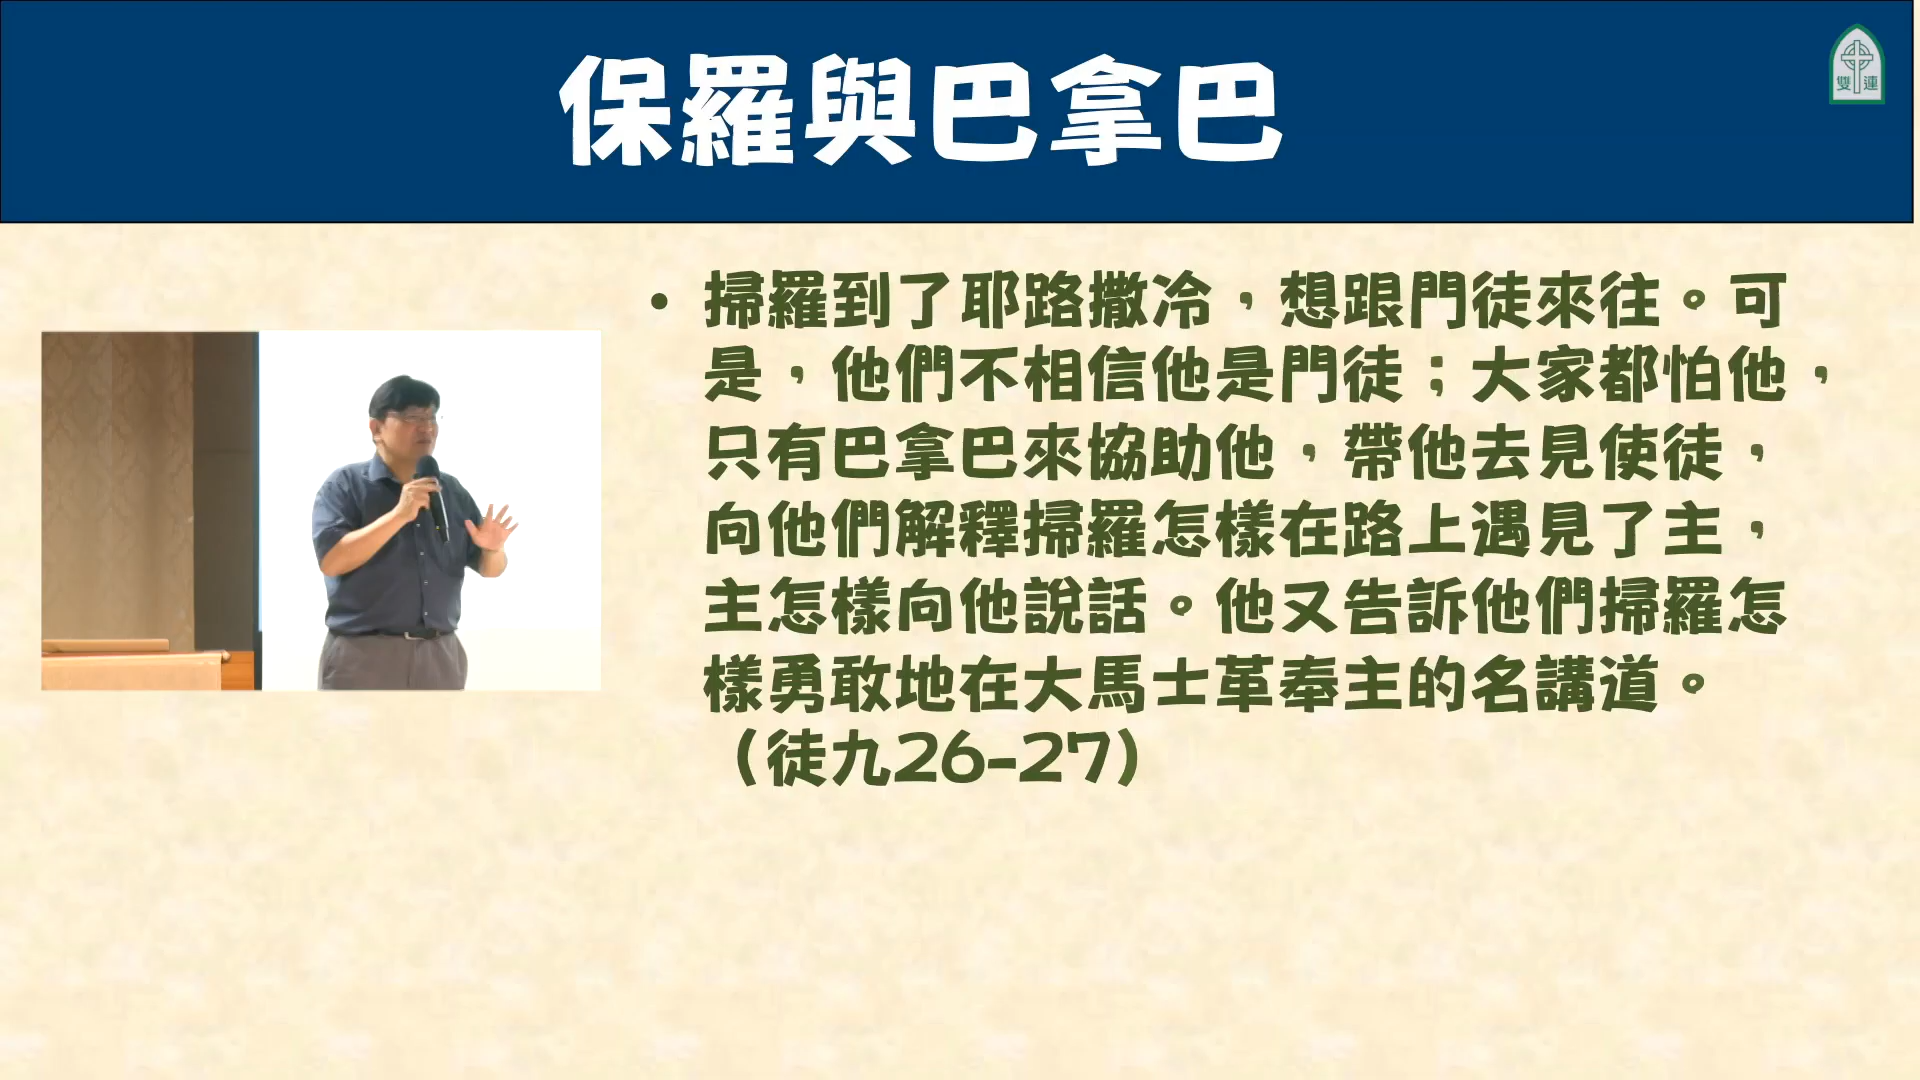 保羅與巴拿巴
雙連
• 掃羅到了耶路撒冷，想跟門徒來往。可
是，他們不相信他是門徒；大家都怕他，
只有巴拿巴來協助他，帶他去見使徒，
向他們解釋掃羅怎樣在路上遇見了主，
主怎樣向他說話。他又告訴他們掃羅怎
樣勇敢地在大馬士革奉主的名講道。
（徒九26-27）